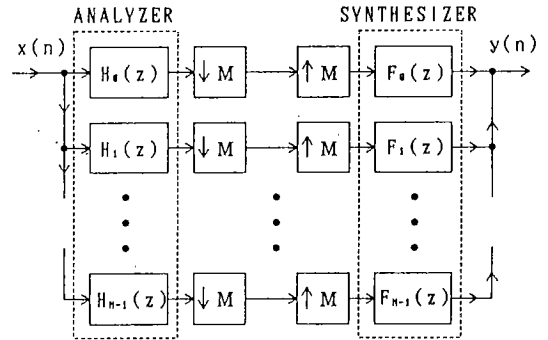 ANALYZER SYNTHESIZER
x(n) y(n)
H₀(z) ↓ M ↑ M F₀(z)
H₁(z) ↓ M ↑ M F₁(z)
H_{M-1}(z) ↓ M ↑ M F_{M-1}(z)